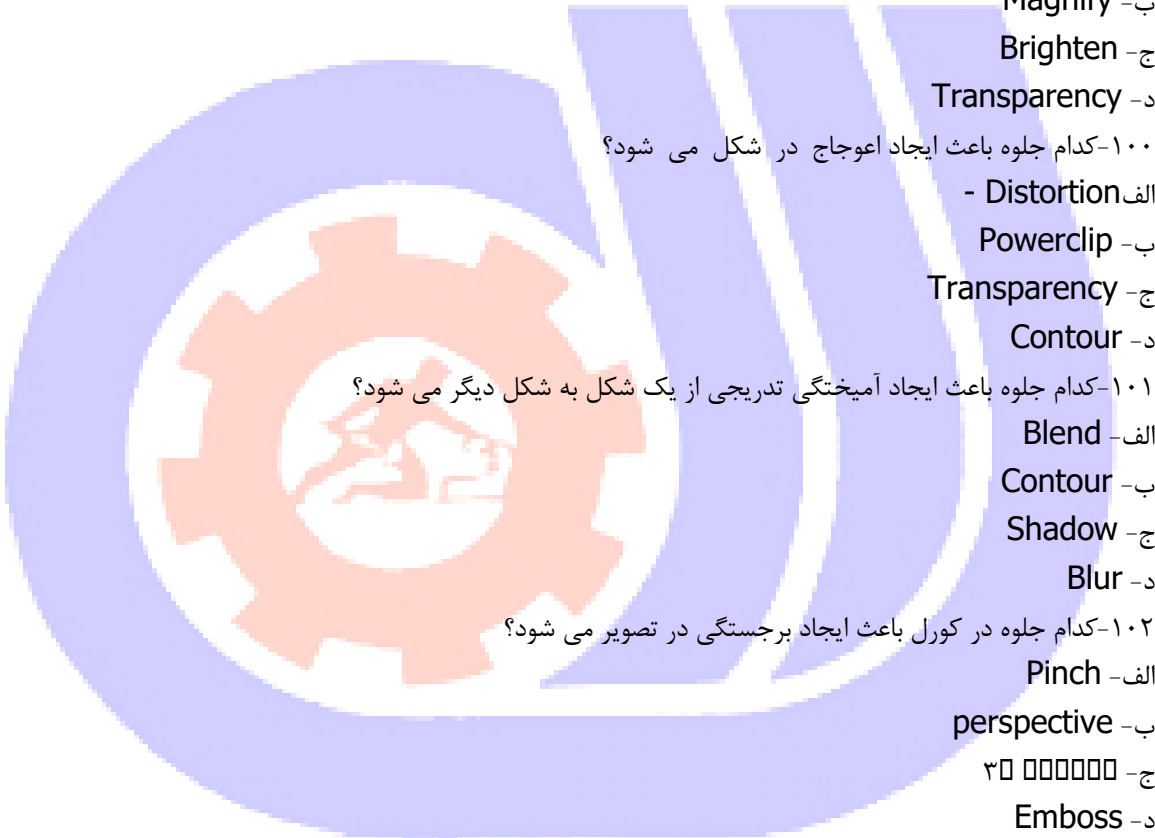 ب- Magnify
ج- Brighten
د- Transparency
۱۰۰-کدام جلوه باعث ایجاد اعوجاج در شکل می شود؟
الفDistortion -
ب- Powerclip
ج- Transparency
د- Contour
۱۰۱-کدام جلوه باعث ایجاد آمیختگی تدریجی از یک شکل به شکل دیگر می شود؟
الف- Blend
ب- Contour
ج- Shadow
د- Blur
۱۰۲-کدام جلوه در کورل باعث ایجاد برجستگی در تصویر می شود؟
الف- Pinch
ب- perspective
ج- ۳
د- Emboss